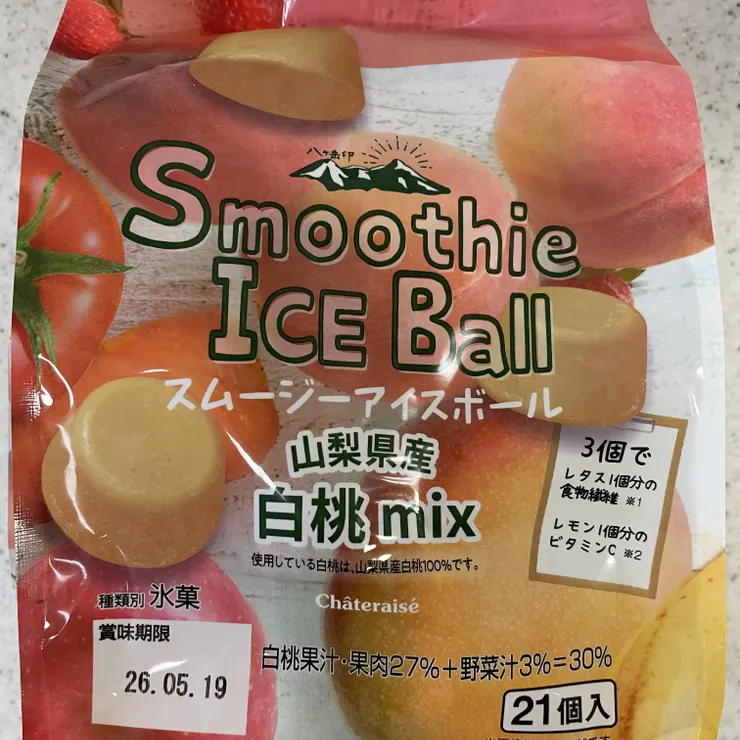 八ヶ岳印
Smoothie
ICE Ball
スムージーアイスボール
山梨県産
白桃 mix
使用している白桃は、山梨県産白桃100%です。
3個で
レタス1個分の
食物繊維 ※1
レモン1個分の
ビタミンC ※2
Châteraisé
種類別 氷菓
賞味期限
26.05.19
白桃果汁・果肉27%+野菜汁3%=30%
21個入